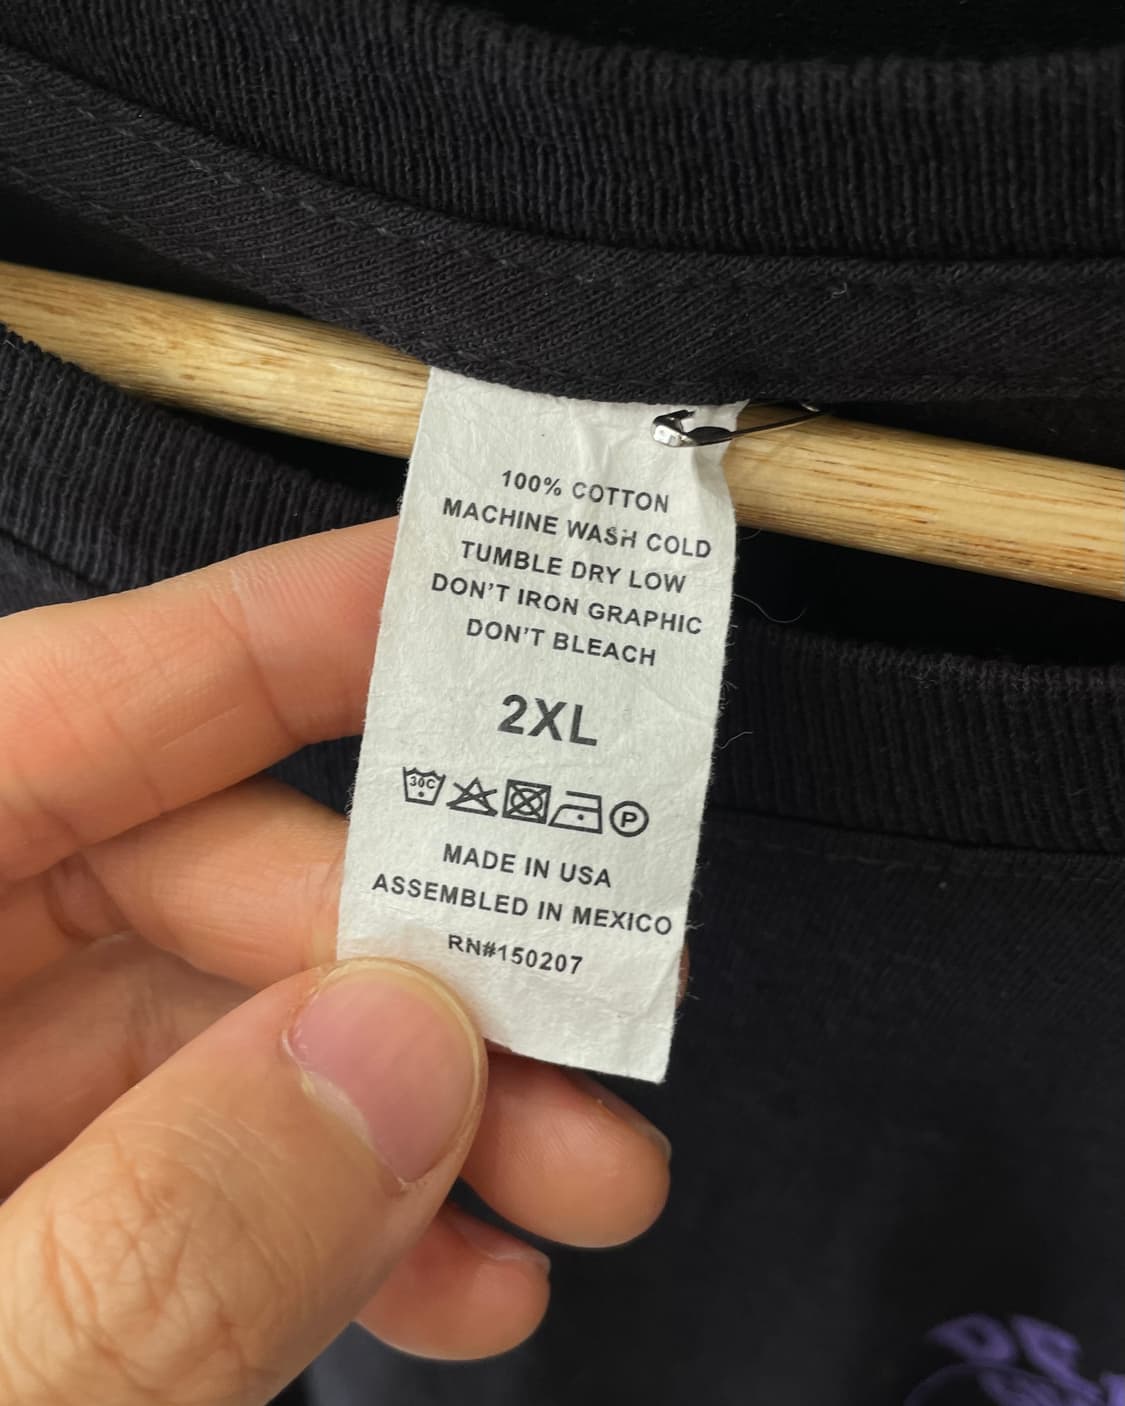 100% COTTON
MACHINE WASH COLD
TUMBLE DRY LOW
DON'T IRON GRAPHIC
DON'T BLEACH
2XL
30C
P
MADE IN USA
ASSEMBLED IN MEXICO
RN#150207